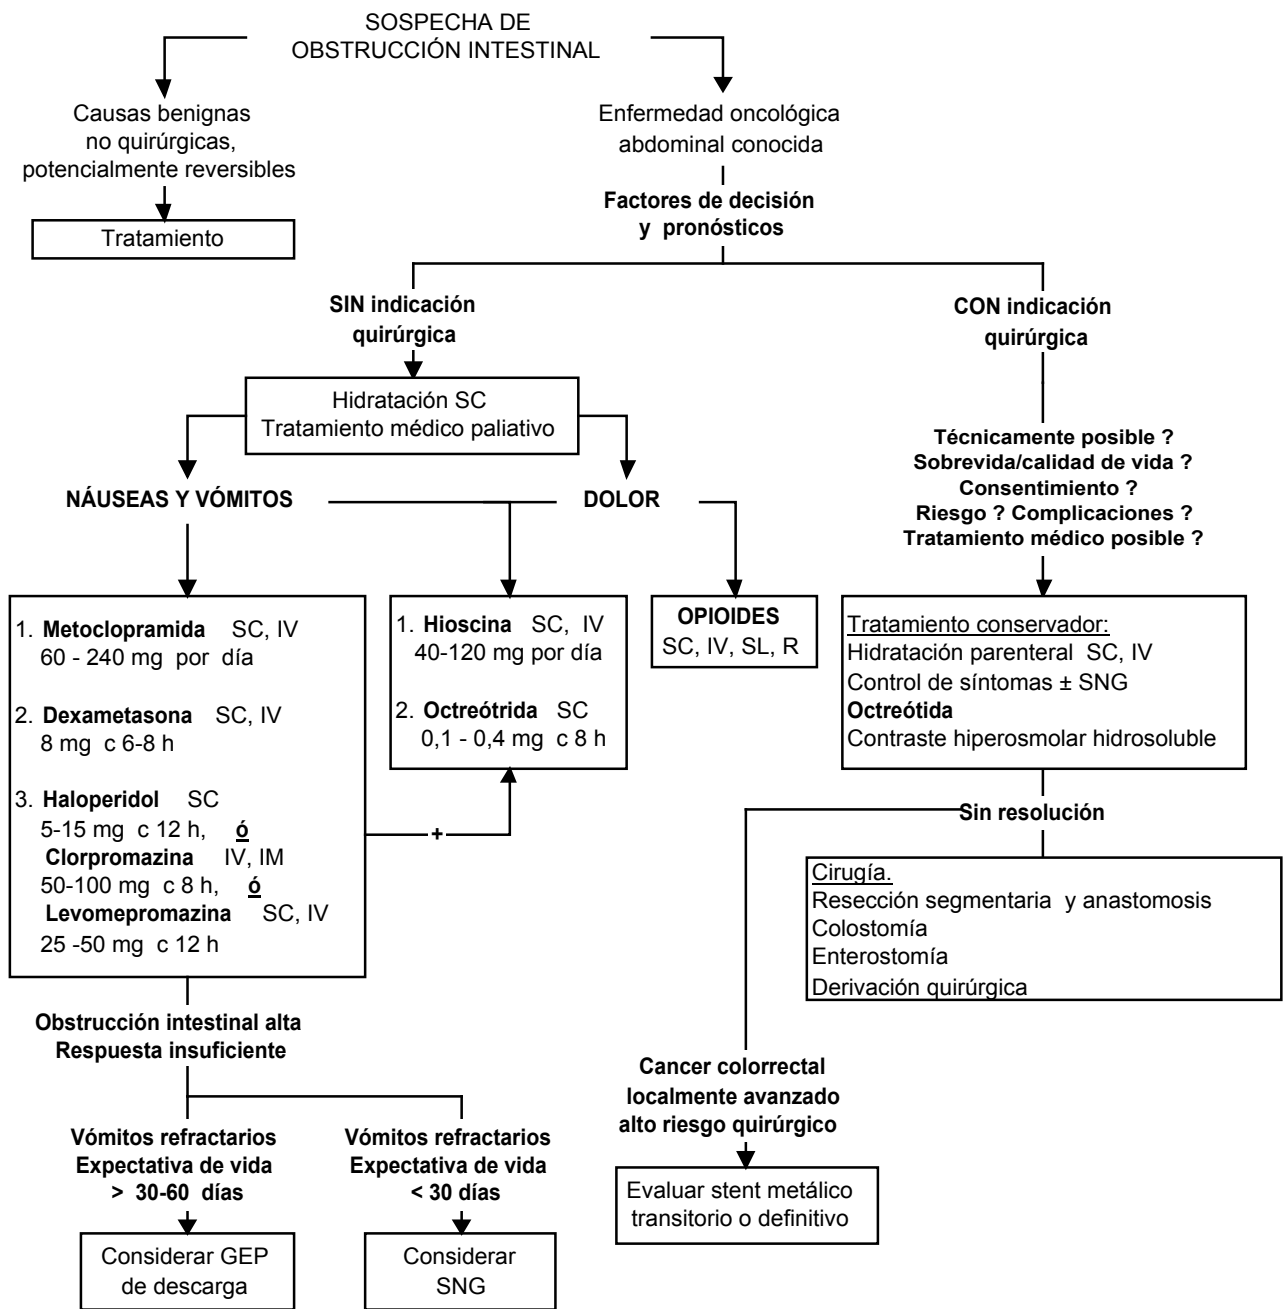 SOSPECHA DE
OBSTRUCCIÓN INTESTINAL
Causas benignas
no quirúrgicas,
potencialmente reversibles
Tratamiento
Enfermedad oncológica
abdominal conocida
Factores de decisión
y pronósticos
SIN indicación
quirúrgica
CON indicación
quirúrgica
Hidratación SC
Tratamiento médico paliativo
Técnicamente posible ?
Sobrevida/calidad de vida ?
Consentimiento ?
Riesgo ? Complicaciones ?
Tratamiento médico posible ?
NÁUSEAS Y VÓMITOS
DOLOR
1. Metoclopramida SC, IV
60 - 240 mg por día
2. Dexametasona SC, IV
8 mg c 6-8 h
3. Haloperidol SC
5-15 mg c 12 h, ó
Clorpromazina IV, IM
50-100 mg c 8 h, ó
Levomepromazina SC, IV
25 -50 mg c 12 h
+
1. Hioscina SC, IV
40-120 mg por día
2. Octreótrida SC
0,1 - 0,4 mg c 8 h
OPIOIDES
SC, IV, SL, R
Tratamiento conservador:
Hidratación parenteral SC, IV
Control de síntomas ± SNG
Octreótida
Contraste hiperosmolar hidrosoluble
Sin resolución
Cirugía.
Resección segmentaria y anastomosis
Colostomía
Enterostomía
Derivación quirúrgica
Obstrucción intestinal alta
Respuesta insuficiente
Vómitos refractarios
Expectativa de vida
> 30-60 días
Considerar GEP
de descarga
Vómitos refractarios
Expectativa de vida
< 30 días
Considerar
SNG
Cancer colorrectal
localmente avanzado
alto riesgo quirúrgico
Evaluar stent metálico
transitorio o definitivo